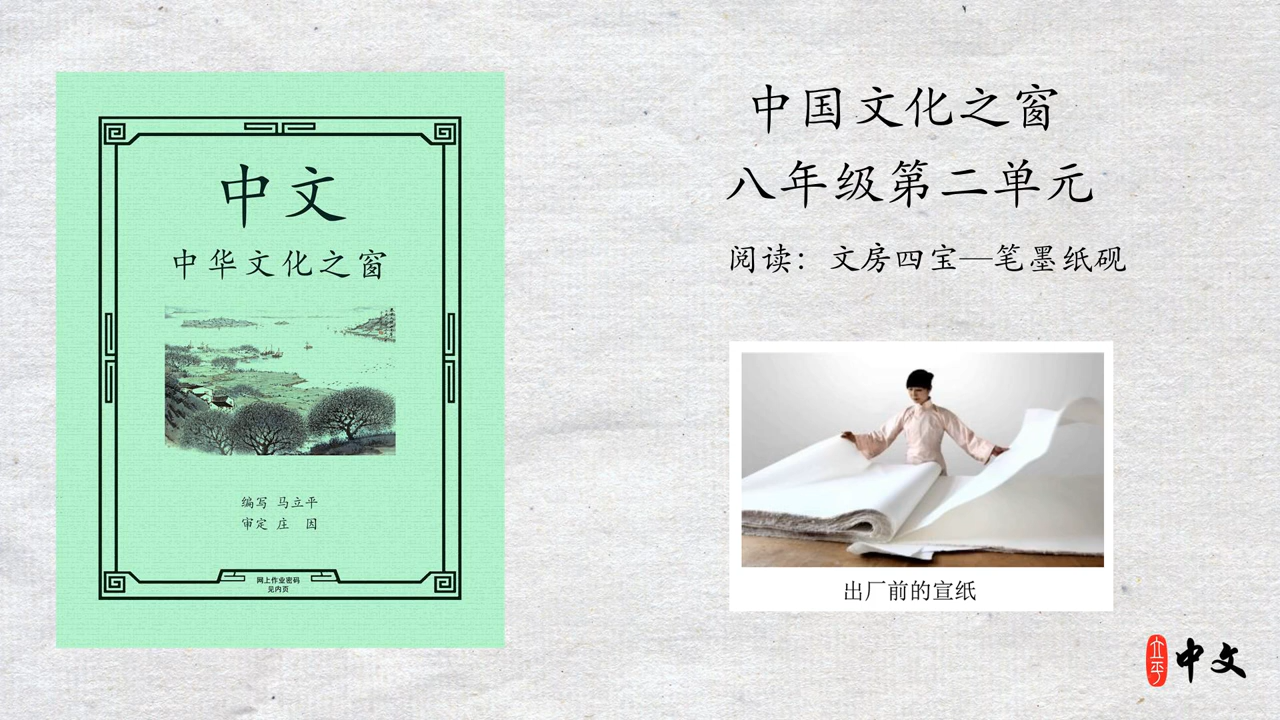 中文
中华文化之窗
编写 马立平
审定 庄 因
网上作业密码
见内页
中国文化之窗
八年级第二单元
阅读：文房四宝—笔墨纸砚
出厂前的宣纸
立平
中文